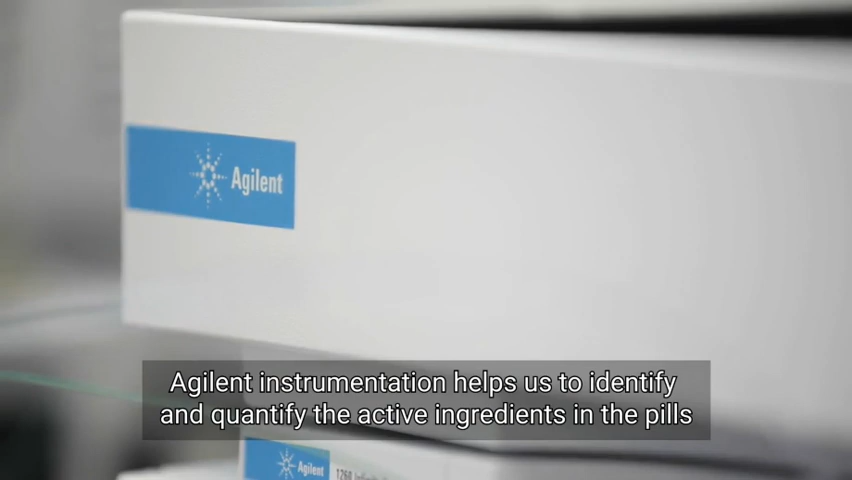 Agilent
Agilent instrumentation helps us to identify
and quantify the active ingredients in the pills
Agilent
1260